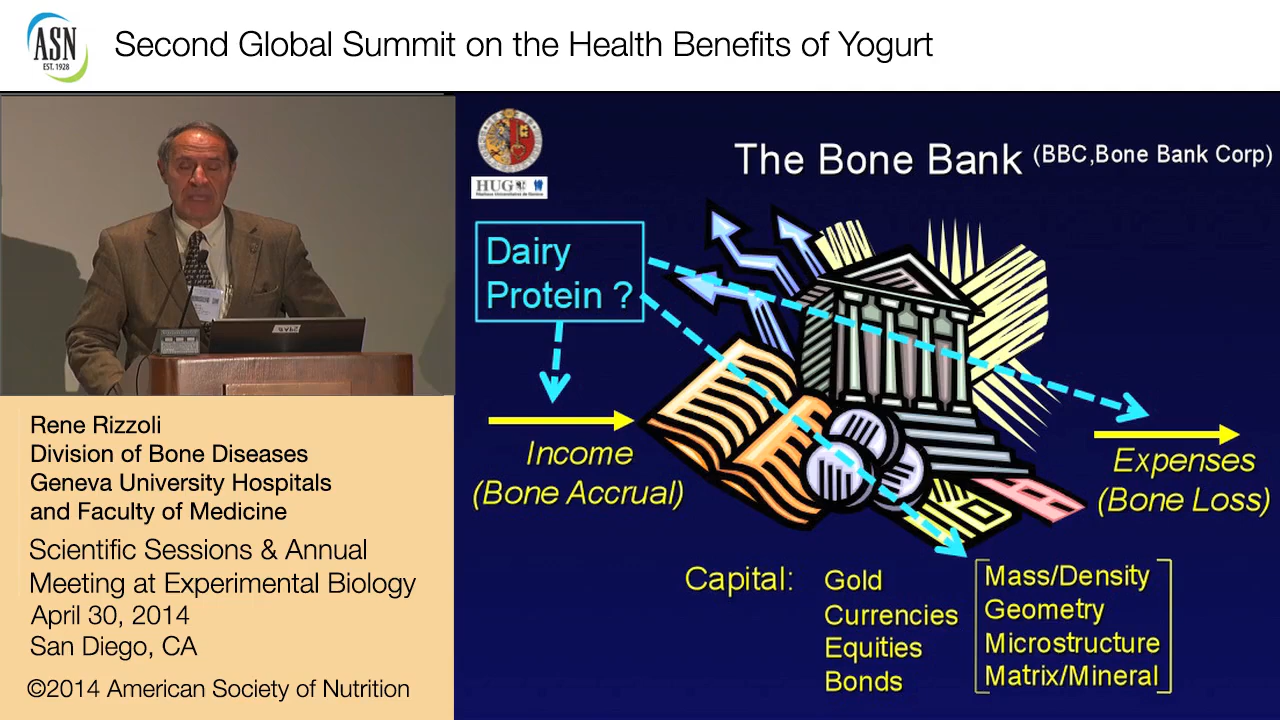 ASN
EST. 1928
Second Global Summit on the Health Benefits of Yogurt
HUG
The Bone Bank (BBC,Bone Bank Corp)
Dairy
Protein ?
Income
(Bone Accrual)
Expenses
(Bone Loss)
Capital:
Gold
Currencies
Equities
Bonds
Mass/Density
Geometry
Microstructure
Matrix/Mineral
Rene Rizzoli
Division of Bone Diseases
Geneva University Hospitals
and Faculty of Medicine
Scientific Sessions & Annual
Meeting at Experimental Biology
April 30, 2014
San Diego, CA
©2014 American Society of Nutrition